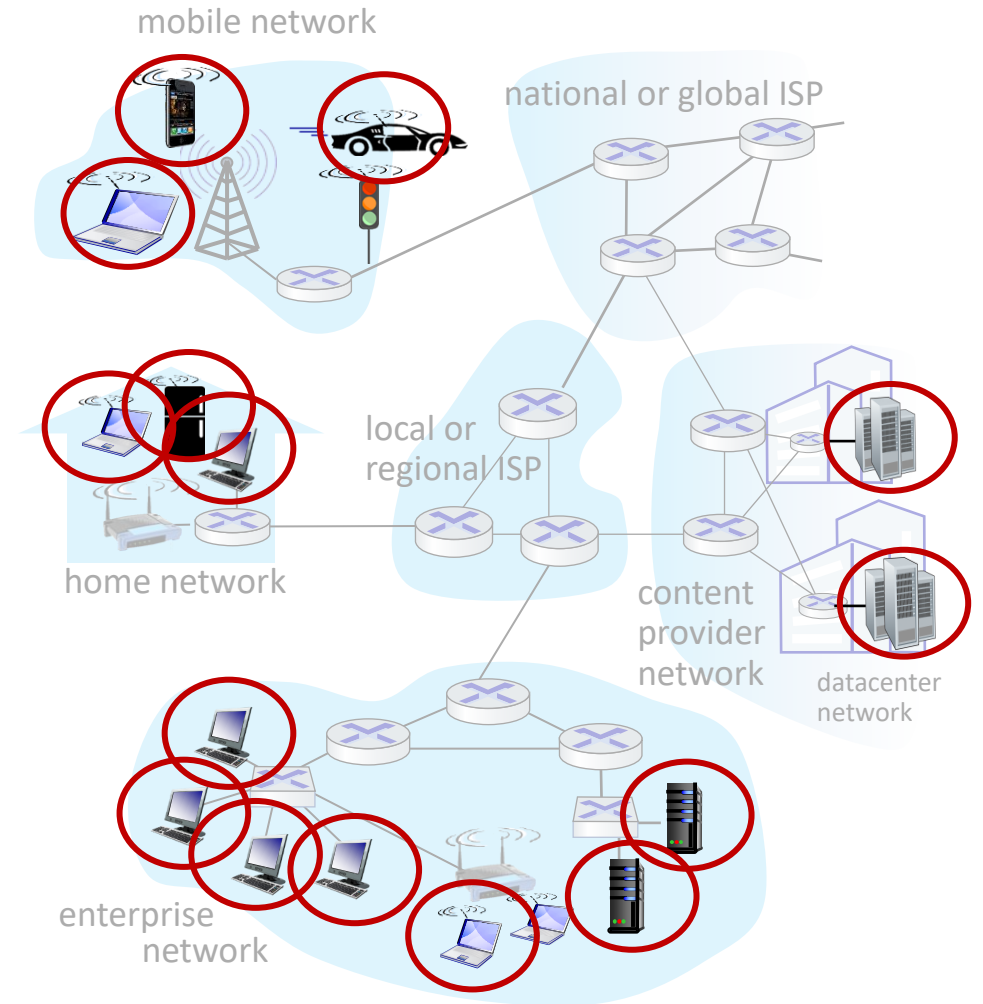 mobile network
national or global ISP
local or
regional ISP
home network
content
provider
network
datacenter
network
enterprise
network